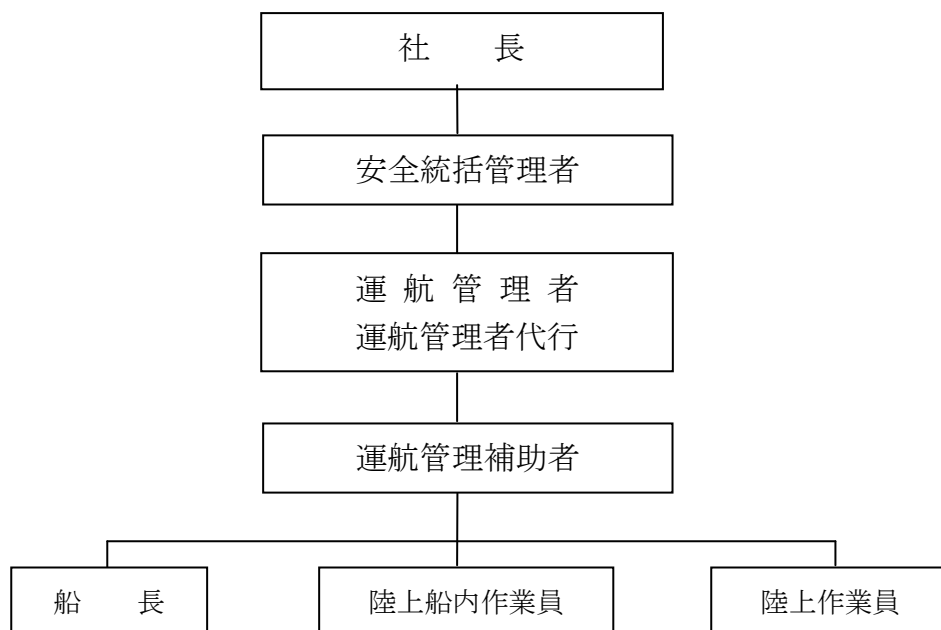 社　　長
安全統括管理者
運 航 管 理 者
運航管理者代行
運航管理補助者
船　　長
陸上船内作業員
陸上作業員